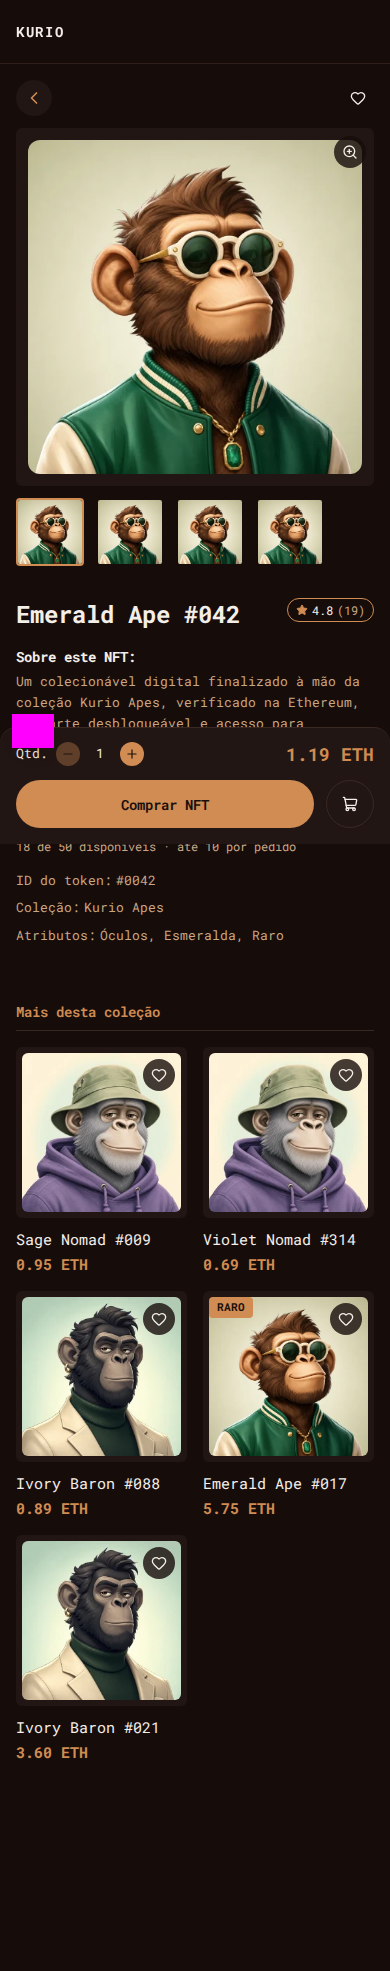 KURIO
Emerald Ape #042
4.8 (19)
Sobre este NFT:
Um colecionável digital finalizado à mão da
coleção Kurio Apes, verificado na Ethereum,
arte desbloqueável e acesso para
Qtd.
1
1.19 ETH
Comprar NFT
18 de 50 disponíveis · até 10 por pedido
ID do token: #0042
Coleção: Kurio Apes
Atributos: Óculos, Esmeralda, Raro
Mais desta coleção
Sage Nomad #009
0.95 ETH
Violet Nomad #314
0.69 ETH
Ivory Baron #088
0.89 ETH
RARO
Emerald Ape #017
5.75 ETH
Ivory Baron #021
3.60 ETH